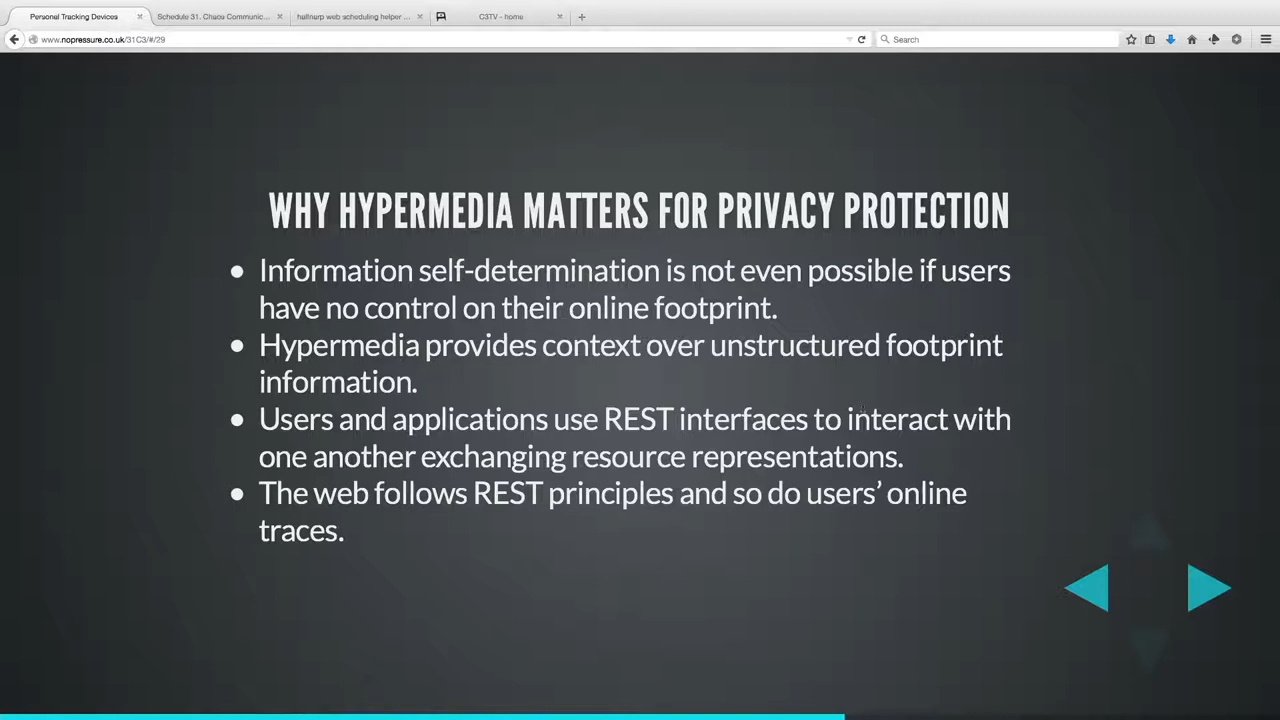 Personal Tracking Devices
Schedule 31. Chaos Communic...
halfnarp web scheduling helper ...
C3TV - home
www.nopressure.co.uk/31C3/#/29
Search
WHY HYPERMEDIA MATTERS FOR PRIVACY PROTECTION
Information self-determination is not even possible if users
have no control on their online footprint.
Hypermedia provides context over unstructured footprint
information.
Users and applications use REST interfaces to interact with
one another exchanging resource representations.
The web follows REST principles and so do users’ online
traces.